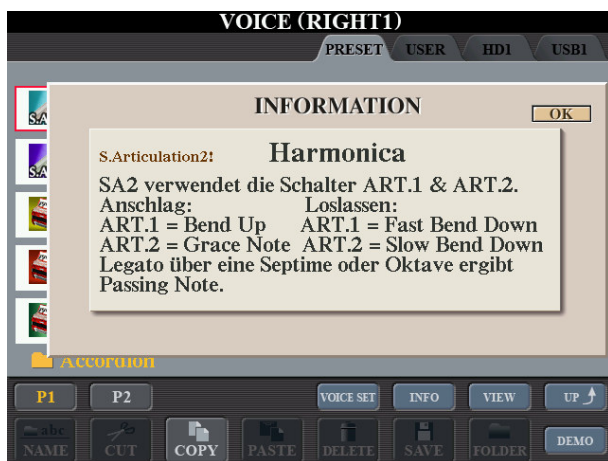 VOICE (RIGHT1)
PRESET USER HD1 USB1
INFORMATION
OK
S.Articulation2! Harmonica
SA2 verwendet die Schalter ART.1 & ART.2.
Anschlag: Loslassen:
ART.1 = Bend Up ART.1 = Fast Bend Down
ART.2 = Grace Note ART.2 = Slow Bend Down
Legato über eine Septime oder Oktave ergibt
Passing Note.
Accordion
P1 P2 VOICE SET INFO VIEW UP
abc
NAME CUT COPY PASTE DELETE SAVE FOLDER DEMO